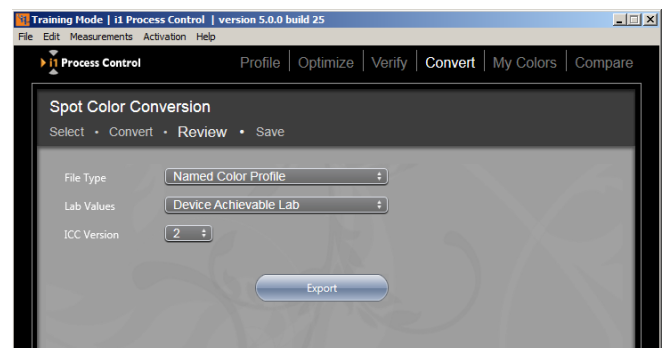 Training Mode | i1 Process Control | version 5.0.0 build 25
File Edit Measurements Activation Help
i1 Process Control Profile | Optimize | Verify | Convert | My Colors | Compare
Spot Color Conversion
Select • Convert • Review • Save
File Type Named Color Profile
Lab Values Device Achievable Lab
ICC Version 2
Export